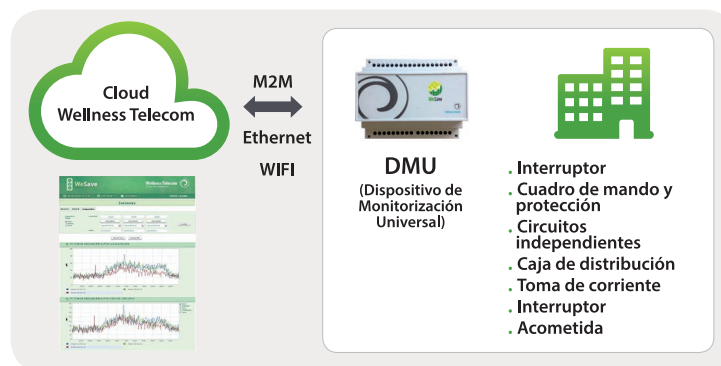 Cloud
Wellness Telecom
M2M
Ethernet
WIFI
WeSave
Wellness Telecom
WeSave
DMU
(Dispositivo de
Monitorización
Universal)
. Interruptor
. Cuadro de mando y
protección
. Circuitos
independientes
. Caja de distribución
. Toma de corriente
. Interruptor
. Acometida